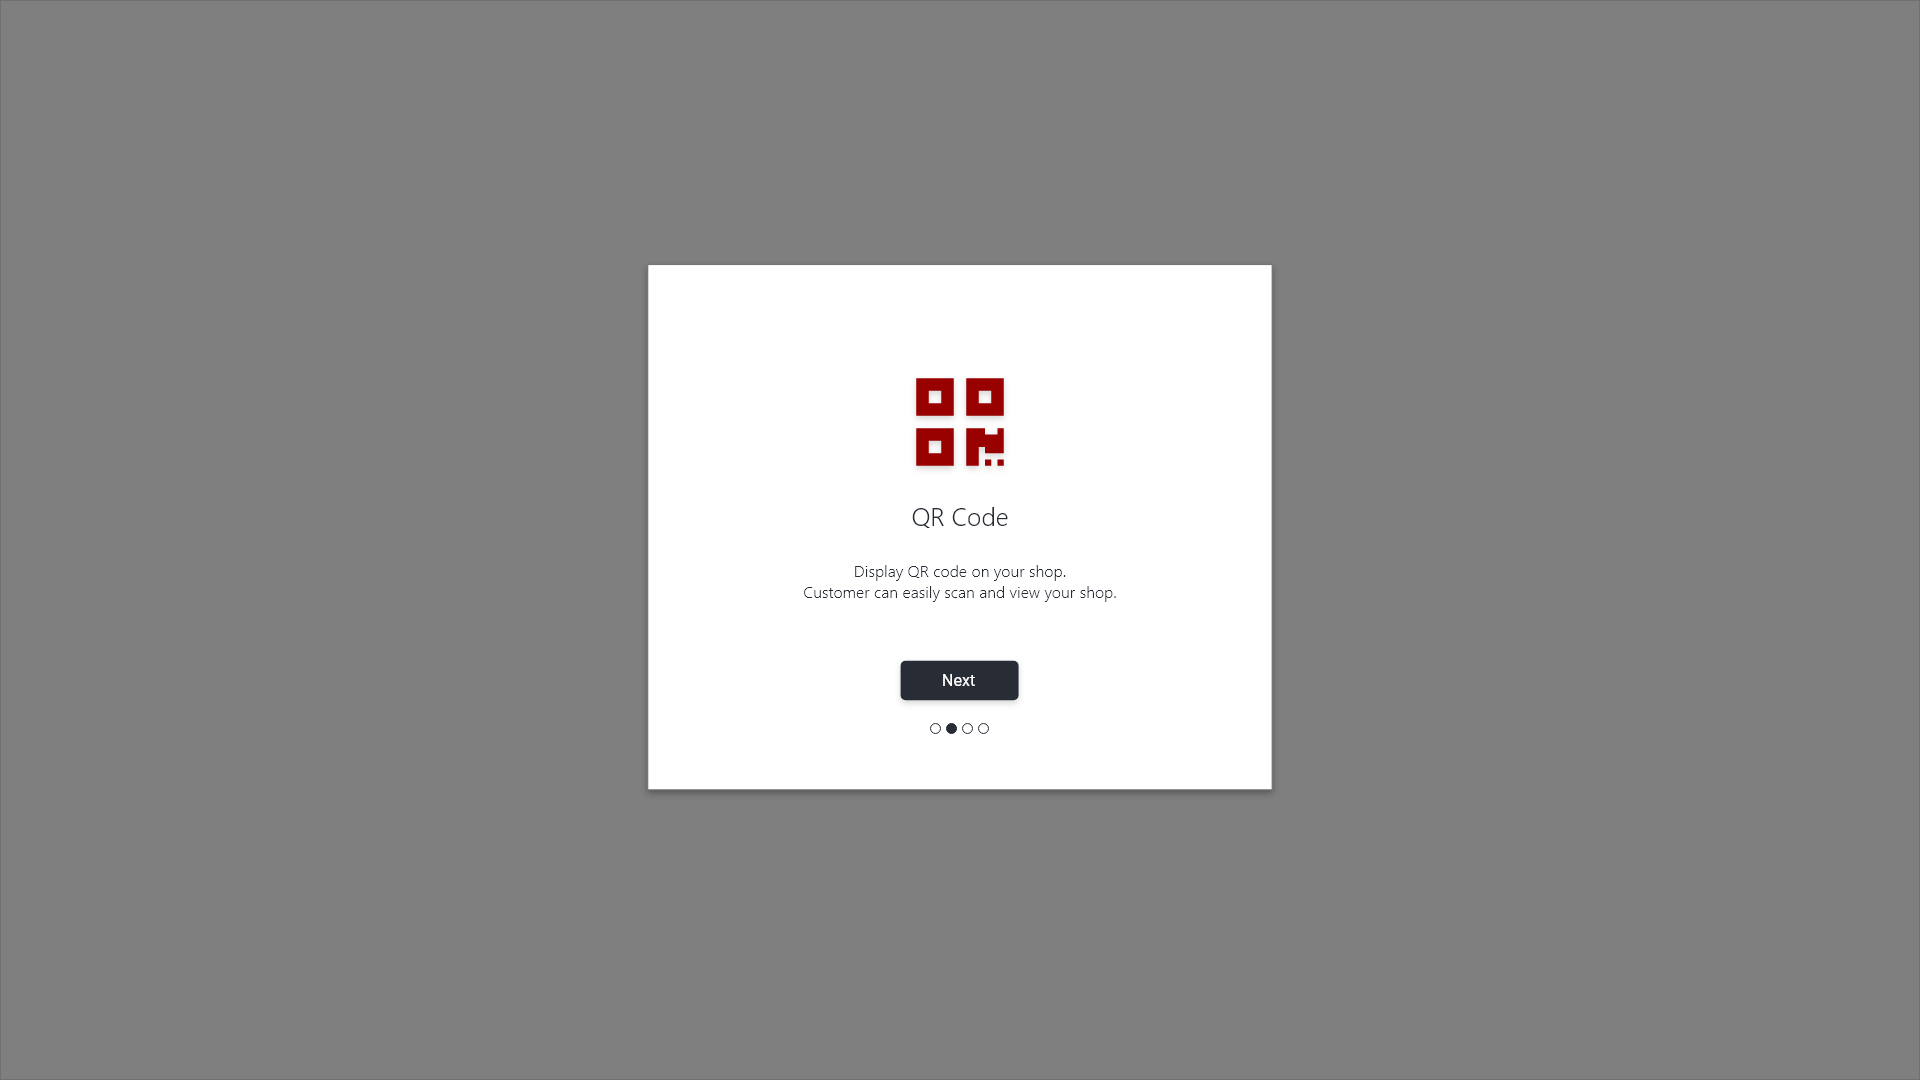 QR Code
Display QR code on your shop.
Customer can easily scan and view your shop.
Next